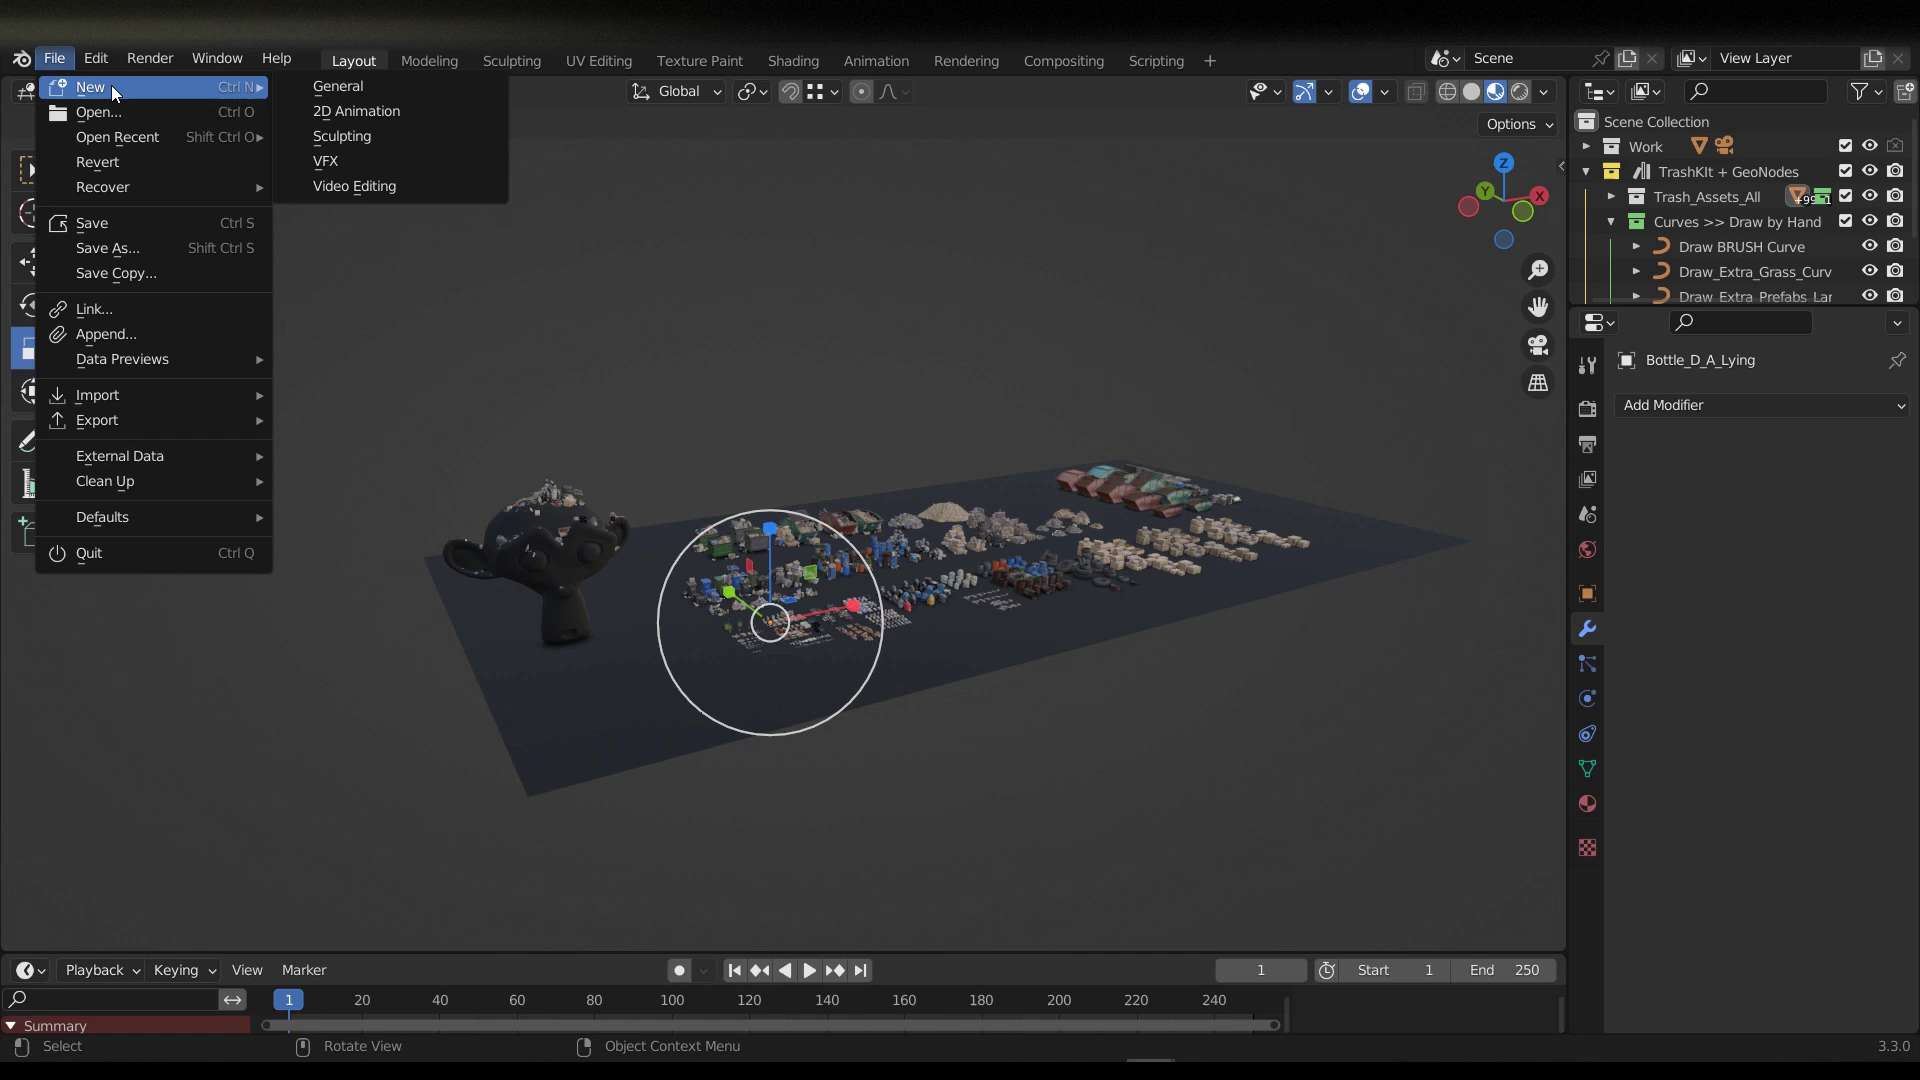 File Edit Render Window Help Layout Modeling Sculpting UV Editing Texture Paint Shading Animation Compositing Rendering Compositing Scripting + Scene View Layer
New Ctrl N
Open... Ctrl O
Open Recent Shift Ctrl O
Revert
Recover
Save Ctrl S
Save As... Shift Ctrl S
Save Copy...
Link...
Append...
Data Previews
Import
Export
External Data
Clean Up
Defaults
Quit Ctrl Q
General
2D Animation
Sculpting
VFX
Video Editing
Global
Options
Z
Y
X
Scene Collection
Work
TrashKIt + GeoNodes
Trash_Assets_All
Curves >> Draw by Hand
Draw BRUSH Curve
Draw_Extra_Grass_Curv
Draw Extra Prefabs Lar
Bottle_D_A_Lying
Add Modifier
Playback Keying View Marker 1 Start 1 End 250
1 20 40 60 80 100 120 140 160 180 200 220 240
Summary
Select Rotate View Object Context Menu 3.3.0